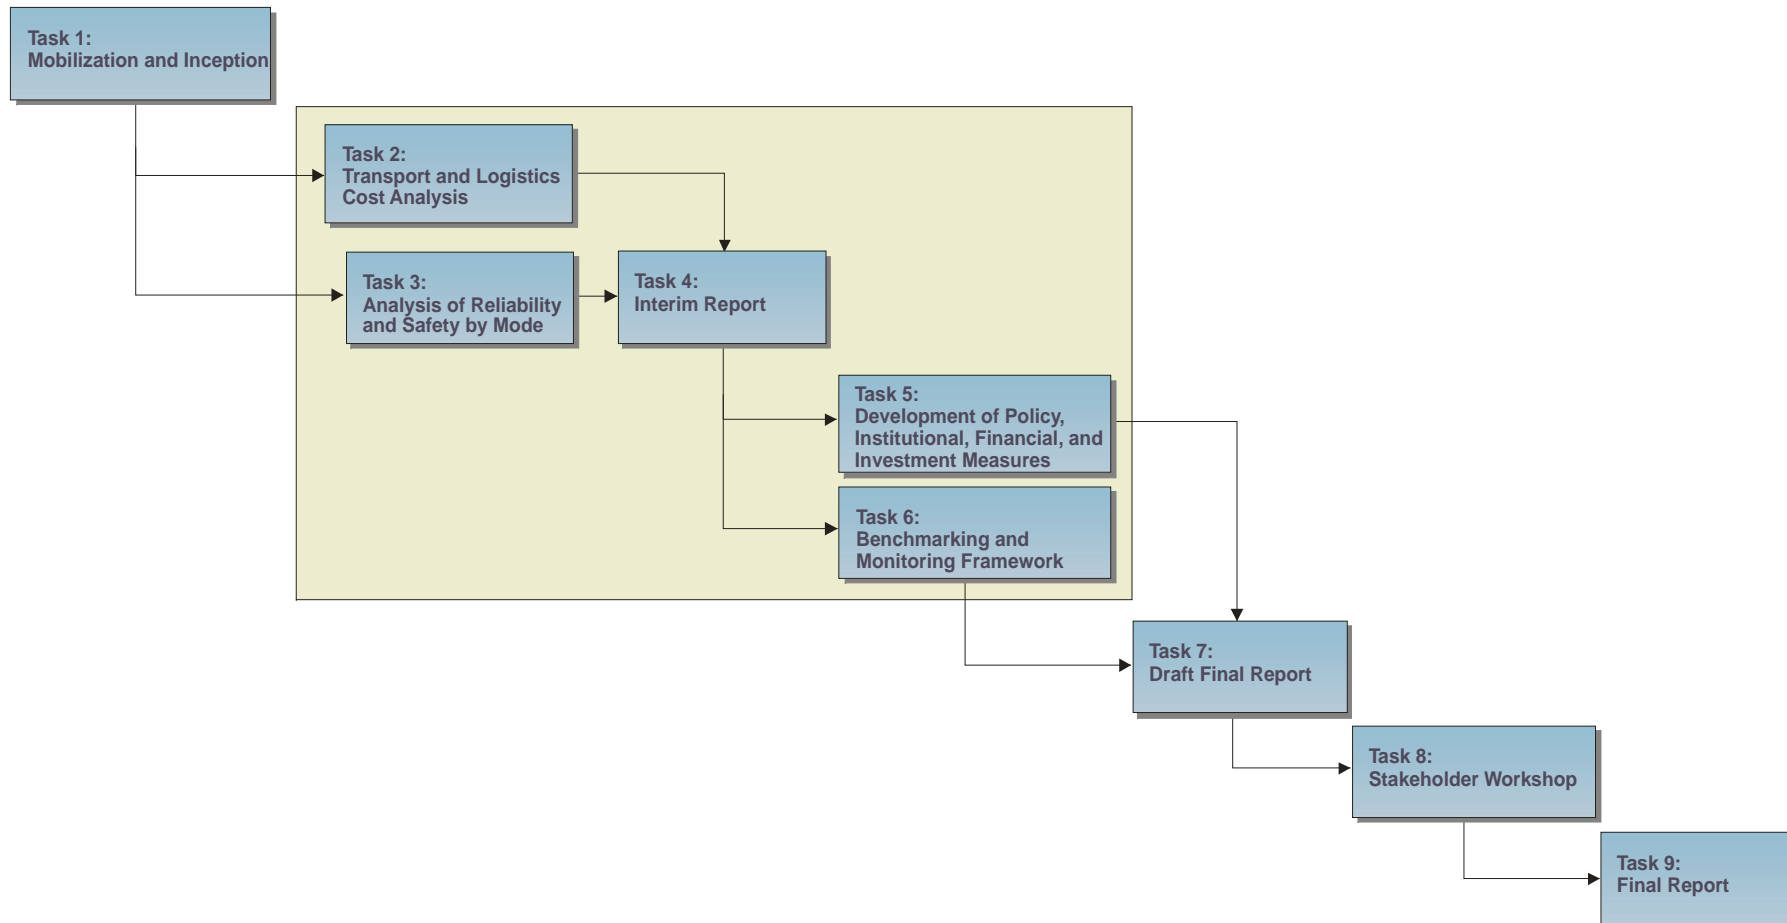 Task 1:
Mobilization and Inception
Task 2:
Transport and Logistics
Cost Analysis
Task 3:
Analysis of Reliability
and Safety by Mode
Task 4:
Interim Report
Task 5:
Development of Policy,
Institutional, Financial, and
Investment Measures
Task 6:
Benchmarking and
Monitoring Framework
Task 7:
Draft Final Report
Task 8:
Stakeholder Workshop
Task 9:
Final Report